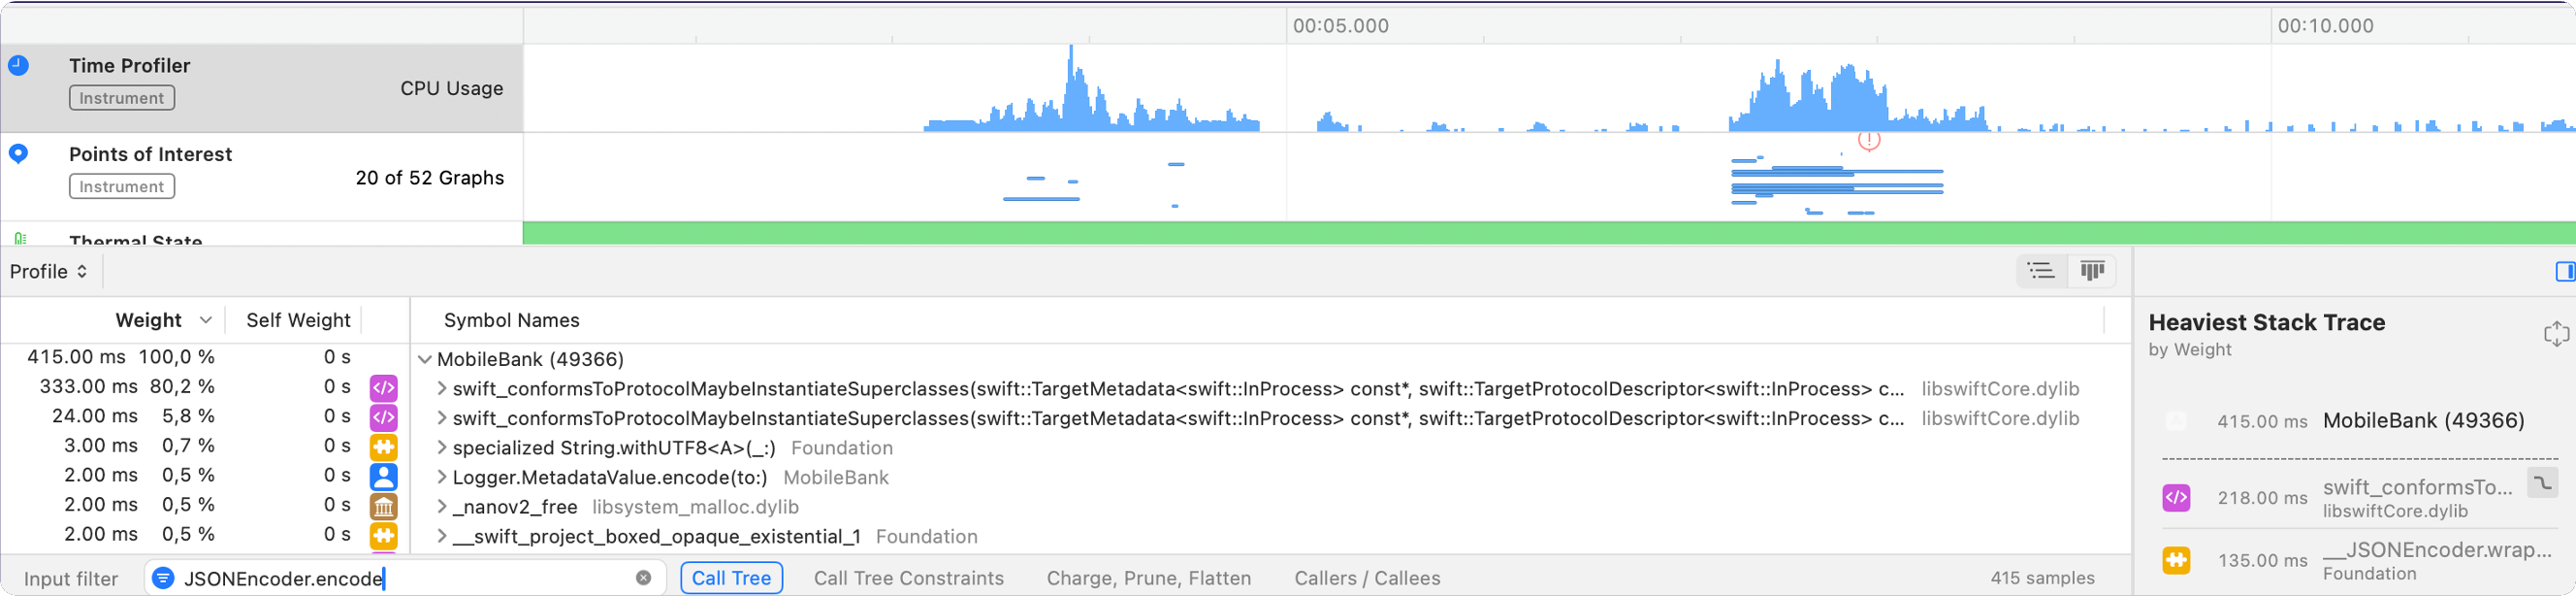 00:05.000 00:10.000
Time Profiler
Instrument
CPU Usage
Points of Interest
Instrument
20 of 52 Graphs
Thermal State
Profile
Weight Self Weight Symbol Names
415.00 ms 100,0 % 0 s MobileBank (49366)
333.00 ms 80,2 % 0 s swift_conformsToProtocolMaybeInstantiateSuperclasses(swift::TargetMetadata<swift::InProcess> const*, swift::TargetProtocolDescriptor<swift::InProcess> c... libswiftCore.dylib
24.00 ms 5,8 % 0 s swift_conformsToProtocolMaybeInstantiateSuperclasses(swift::TargetMetadata<swift::InProcess> const*, swift::TargetProtocolDescriptor<swift::InProcess> c... libswiftCore.dylib
3.00 ms 0,7 % 0 s specialized String.withUTF8<A>(_:) Foundation
2.00 ms 0,5 % 0 s Logger.MetadataValue.encode(to:) MobileBank
2.00 ms 0,5 % 0 s _nanov2_free libsystem_malloc.dylib
2.00 ms 0,5 % 0 s __swift_project_boxed_opaque_existential_1 Foundation
Input filter JSONEncoder.encode Call Tree Call Tree Constraints Charge, Prune, Flatten Callers / Callees 415 samples
Heaviest Stack Trace
by Weight
415.00 ms MobileBank (49366)
218.00 ms swift_conformsTo...
libswiftCore.dylib
135.00 ms __JSONEncoder.wrap...
Foundation